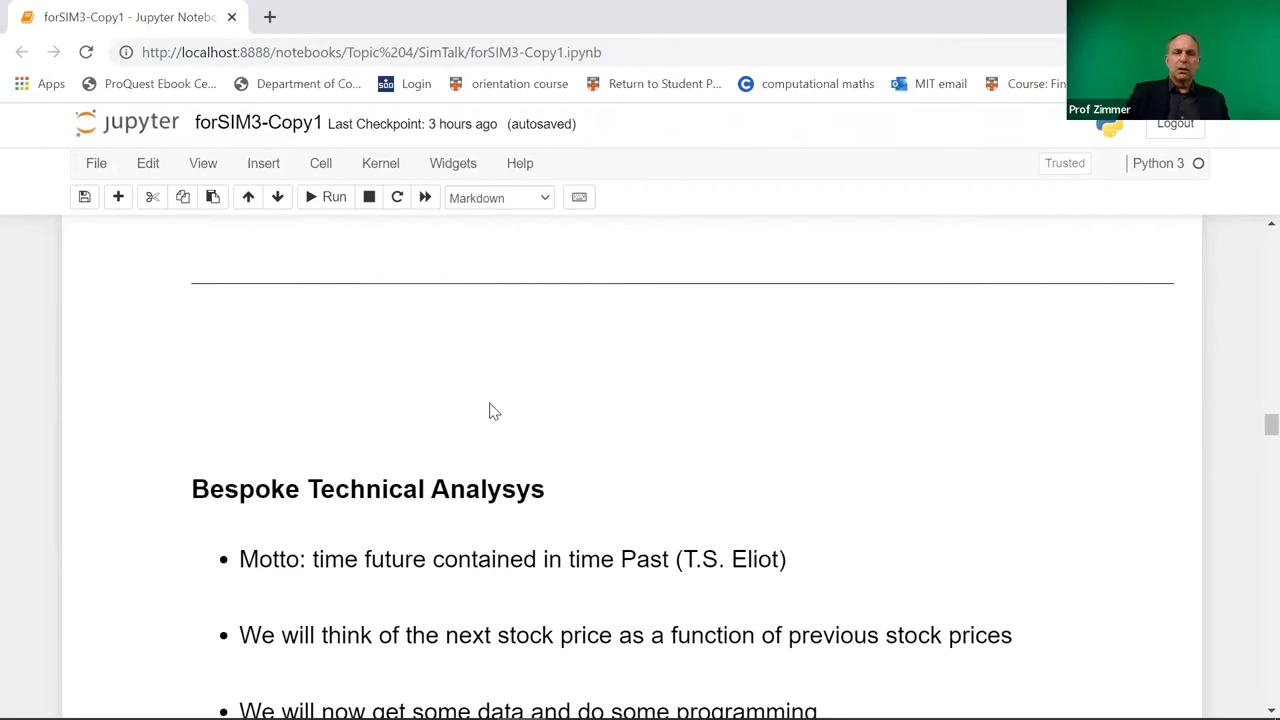 forSIM3-Copy1 - Jupyter Notebo
http://localhost:8888/notebooks/Topic%204/SimTalk/forSIM3-Copy1.ipynb
Apps ProQuest Ebook Ce... Department of Co... Login orientation course Return to Student P... computational maths MIT email Course: Fin
Prof Zimmer
jupyter forSIM3-Copy1 Last Checkpoint: 3 hours ago (autosaved) Logout
File Edit View Insert Cell Kernel Widgets Help Trusted Python 3
Run Markdown
Bespoke Technical Analysys
• Motto: time future contained in time Past (T.S. Eliot)
• We will think of the next stock price as a function of previous stock prices
• We will now get some data and do some programming